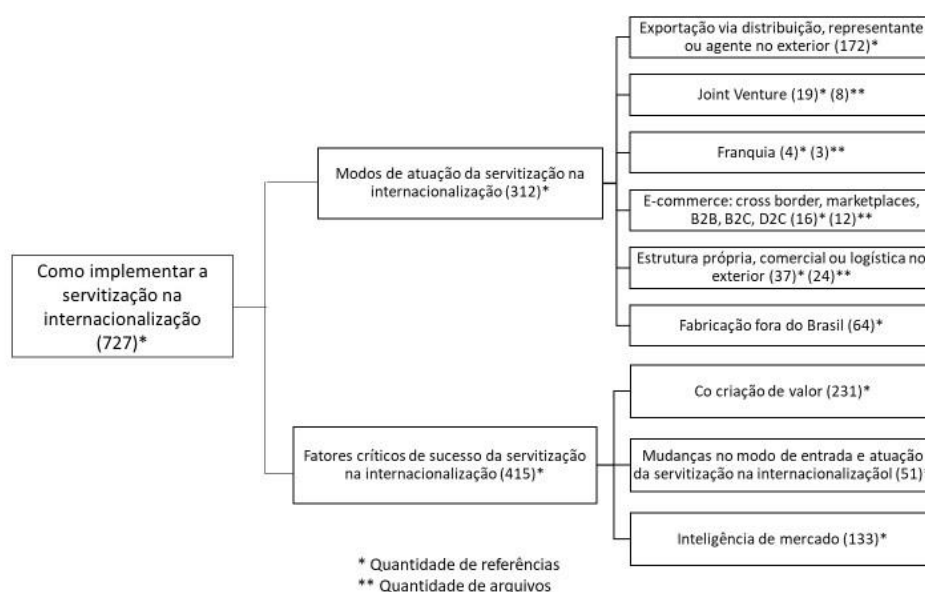 Como implementar a
servitização na
internacionalização
(727)*
Modos de atuação da servitização na
internacionalização (312)*
Exportação via distribuição, representante
ou agente no exterior (172)*
Joint Venture (19)* (8)**
Franquia (4)* (3)**
E-commerce: cross border, marketplaces,
B2B, B2C, D2C (16)* (12)**
Estrutura própria, comercial ou logística no
exterior (37)* (24)**
Fabricação fora do Brasil (64)*
Fatores críticos de sucesso da servitização
na internacionalização (415)*
Co criação de valor (231)*
Mudanças no modo de entrada e atuação
da servitização na internacionalizaçãol (51)*
Inteligência de mercado (133)*
* Quantidade de referências
** Quantidade de arquivos